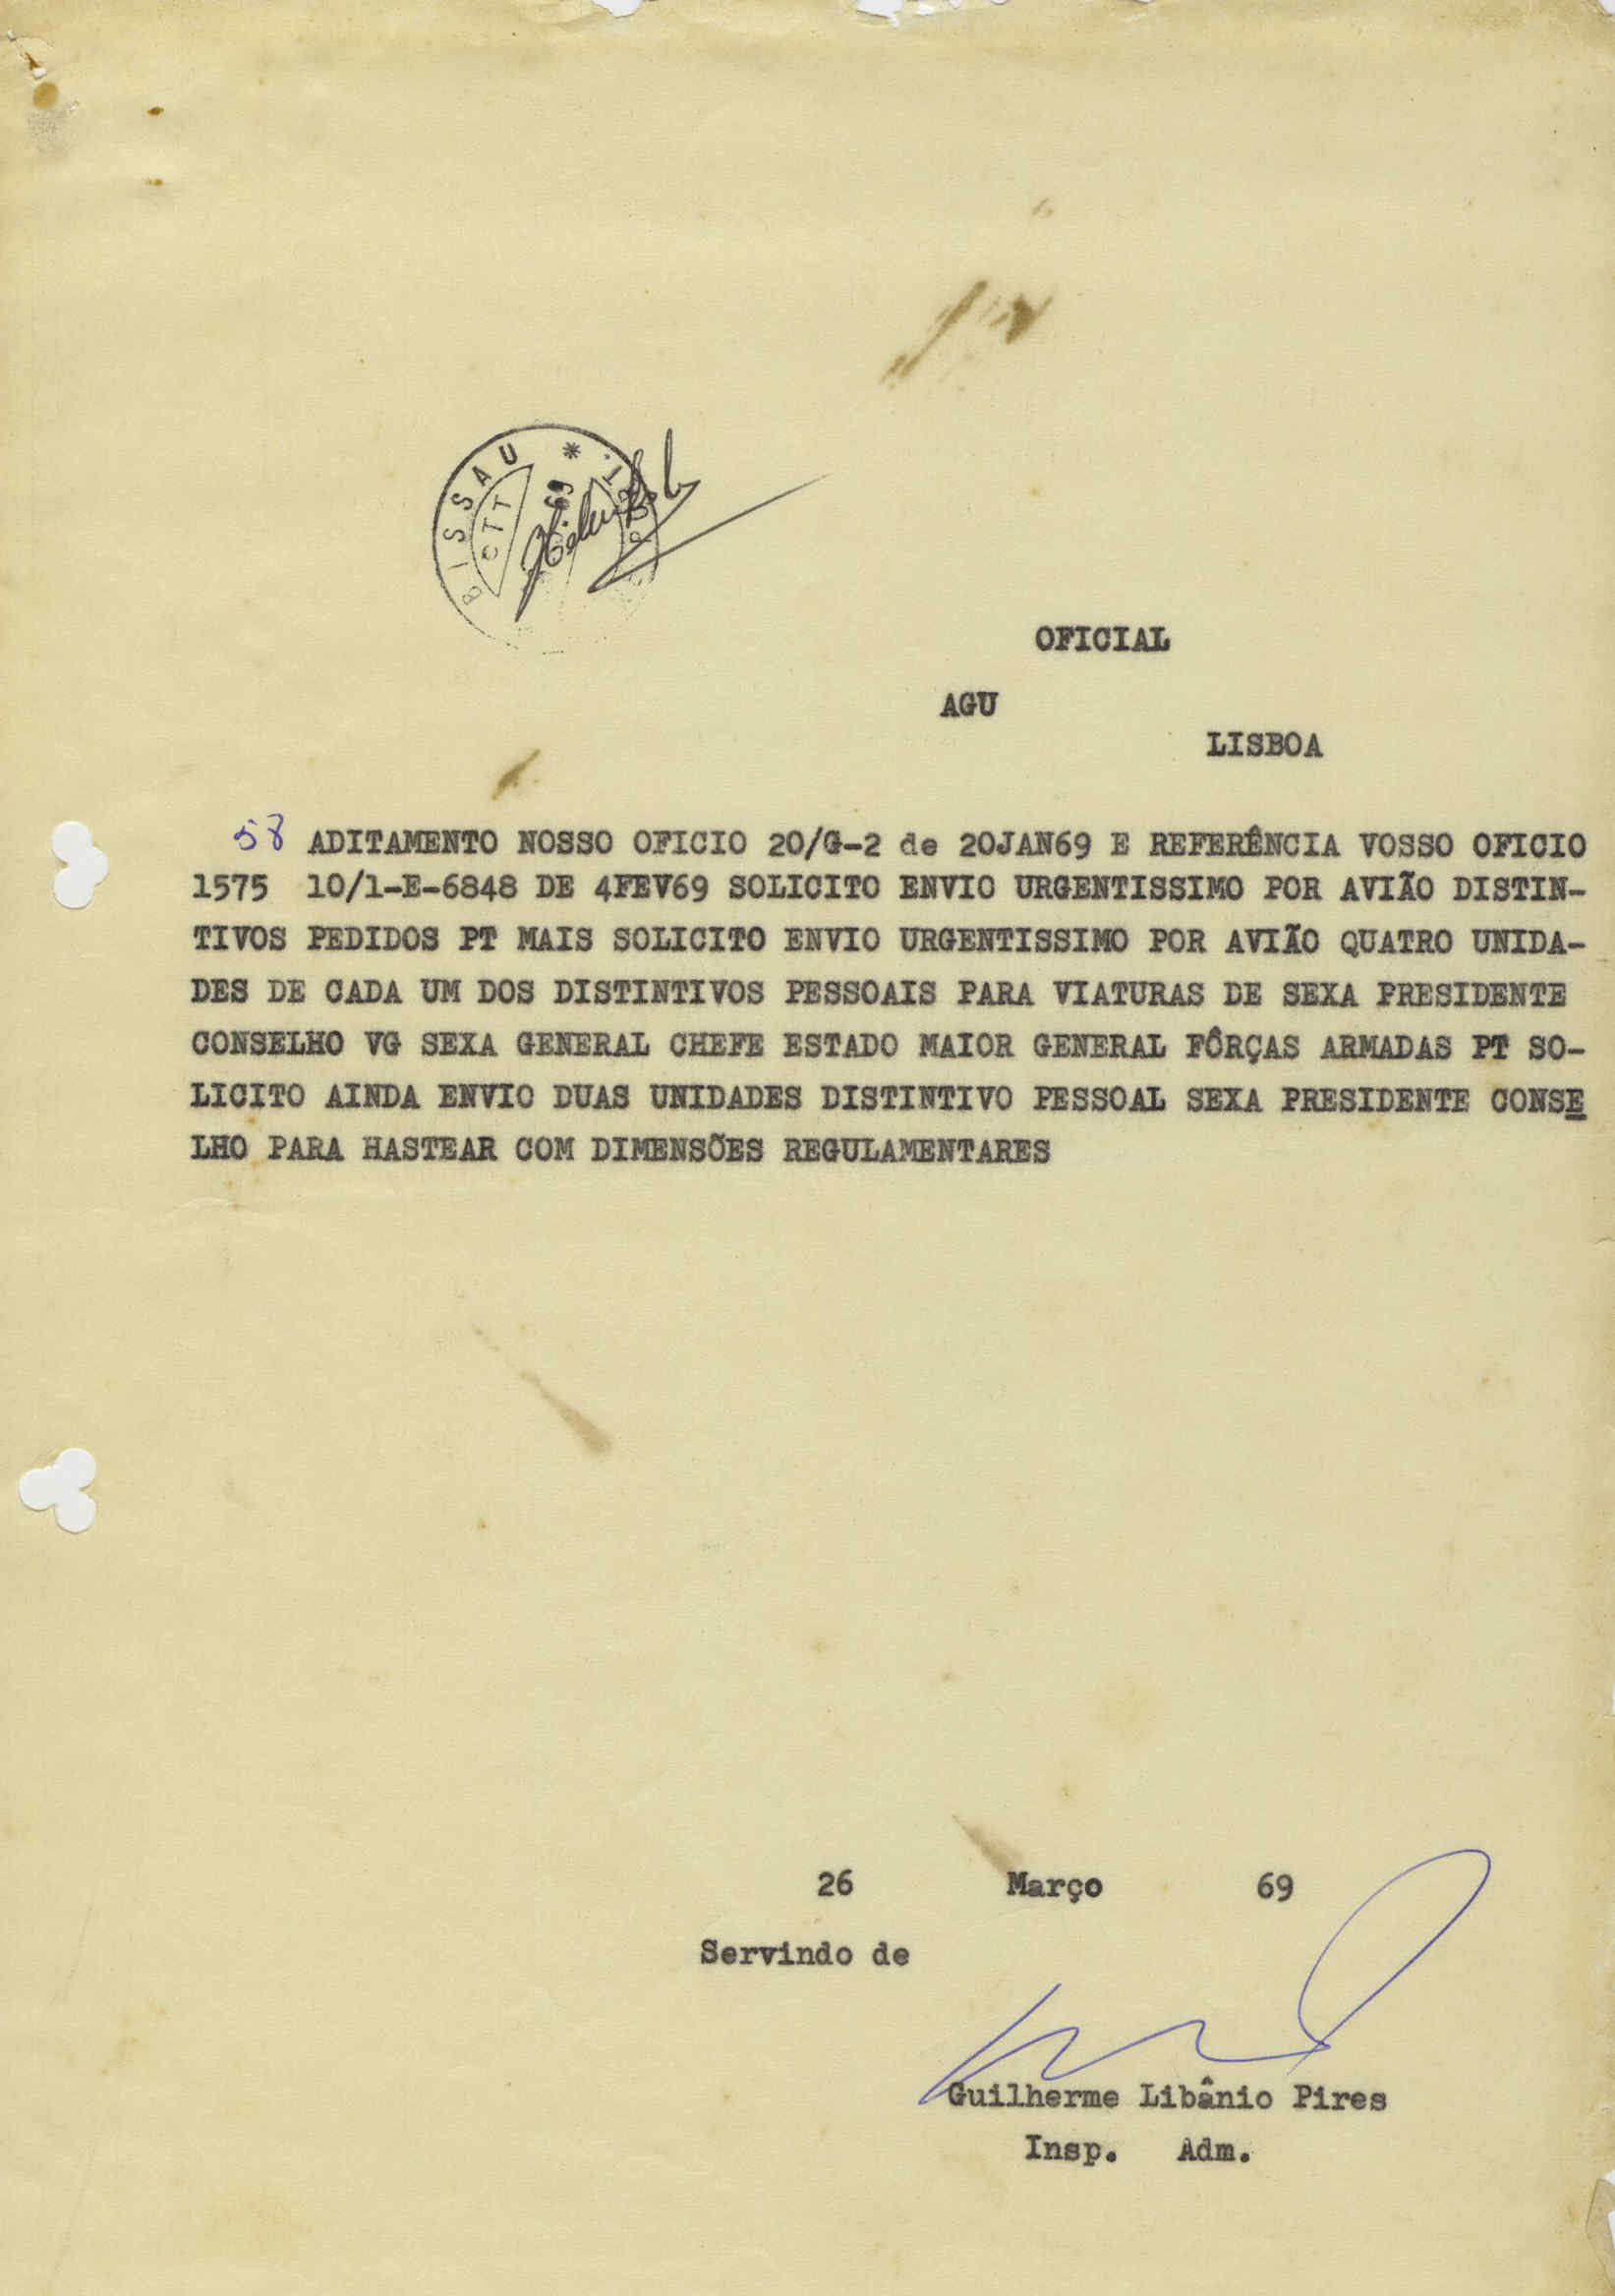 BISSAU *
CTT
69
OFICIAL
AGU
LISBOA
58 ADITAMENTO NOSSO OFICIO 20/G-2 de 20JAN69 E REFERÊNCIA VOSSO OFICIO
1575 10/1-E-6848 DE 4FEV69 SOLICITO ENVIO URGENTISSIMO POR AVIÃO DISTIN-
TIVOS PEDIDOS PT MAIS SOLICITO ENVIO URGENTISSIMO POR AVIÃO QUATRO UNIDA-
DES DE CADA UM DOS DISTINTIVOS PESSOAIS PARA VIATURAS DE SEXA PRESIDENTE
CONSELHO VG SEXA GENERAL CHEFE ESTADO MAIOR GENERAL FÔRÇAS ARMADAS PT SO-
LICITO AINDA ENVIO DUAS UNIDADES DISTINTIVO PESSOAL SEXA PRESIDENTE CONSE
LHO PARA HASTEAR COM DIMENSÕES REGULAMENTARES
26 Março 69
Servindo de
Guilherme Libânio Pires
Insp. Adm.